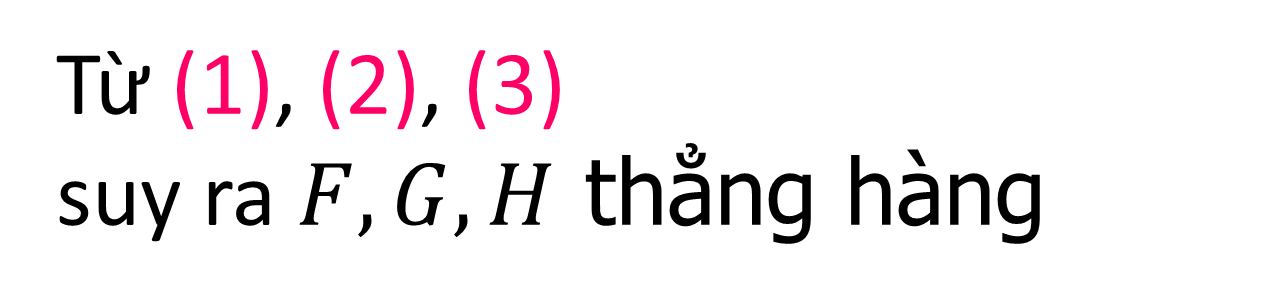 Từ (1), (2), (3)
suy ra F, G, H thẳng hàng